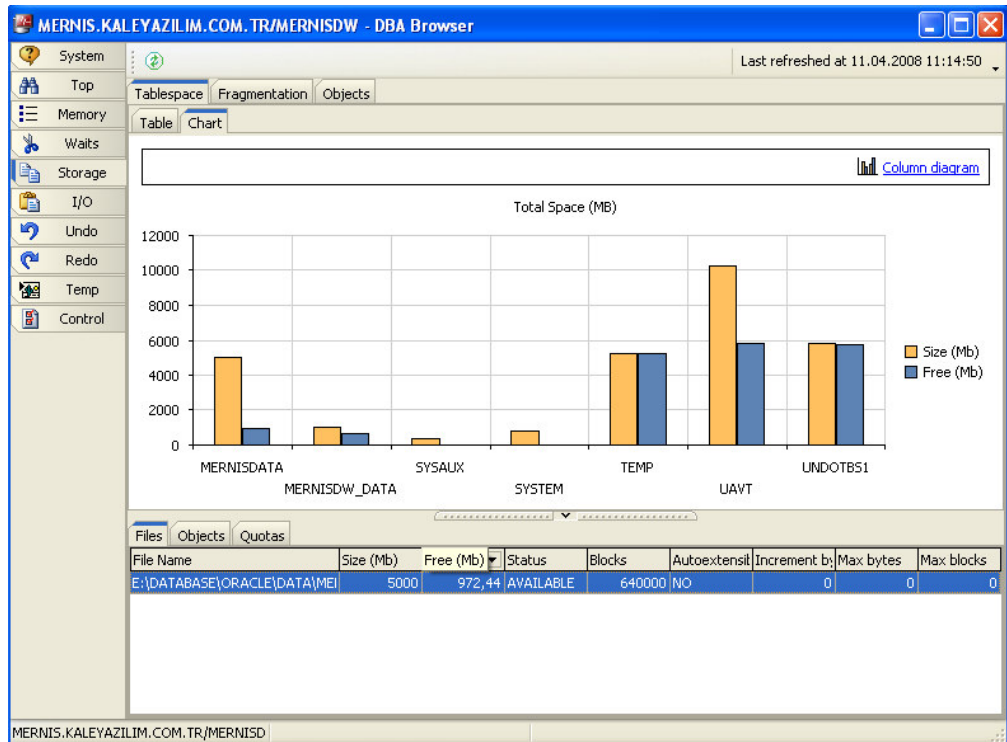 MERNIS.KALEYAZILIM.COM.TR/MERNISDW - DBA Browser
System
Top
Memory
Waits
Storage
I/O
Undo
Redo
Temp
Control
Last refreshed at 11.04.2008 11:14:50
Tablespace Fragmentation Objects
Table Chart
Column diagram
Total Space (MB)
12000
10000
8000
6000
4000
2000
0
Size (Mb)
Free (Mb)
MERNISDATA SYSAUX TEMP UNDOTBS1
MERNISDW_DATA SYSTEM UAVT
Files Objects Quotas
File Name Size (Mb) Free (Mb) Status Blocks Autoextensit Increment by Max bytes Max blocks
E:\DATABASE\ORACLE\DATA\MEI 5000 972,44 AVAILABLE 640000 NO 0 0 0
MERNIS.KALEYAZILIM.COM.TR/MERNISD